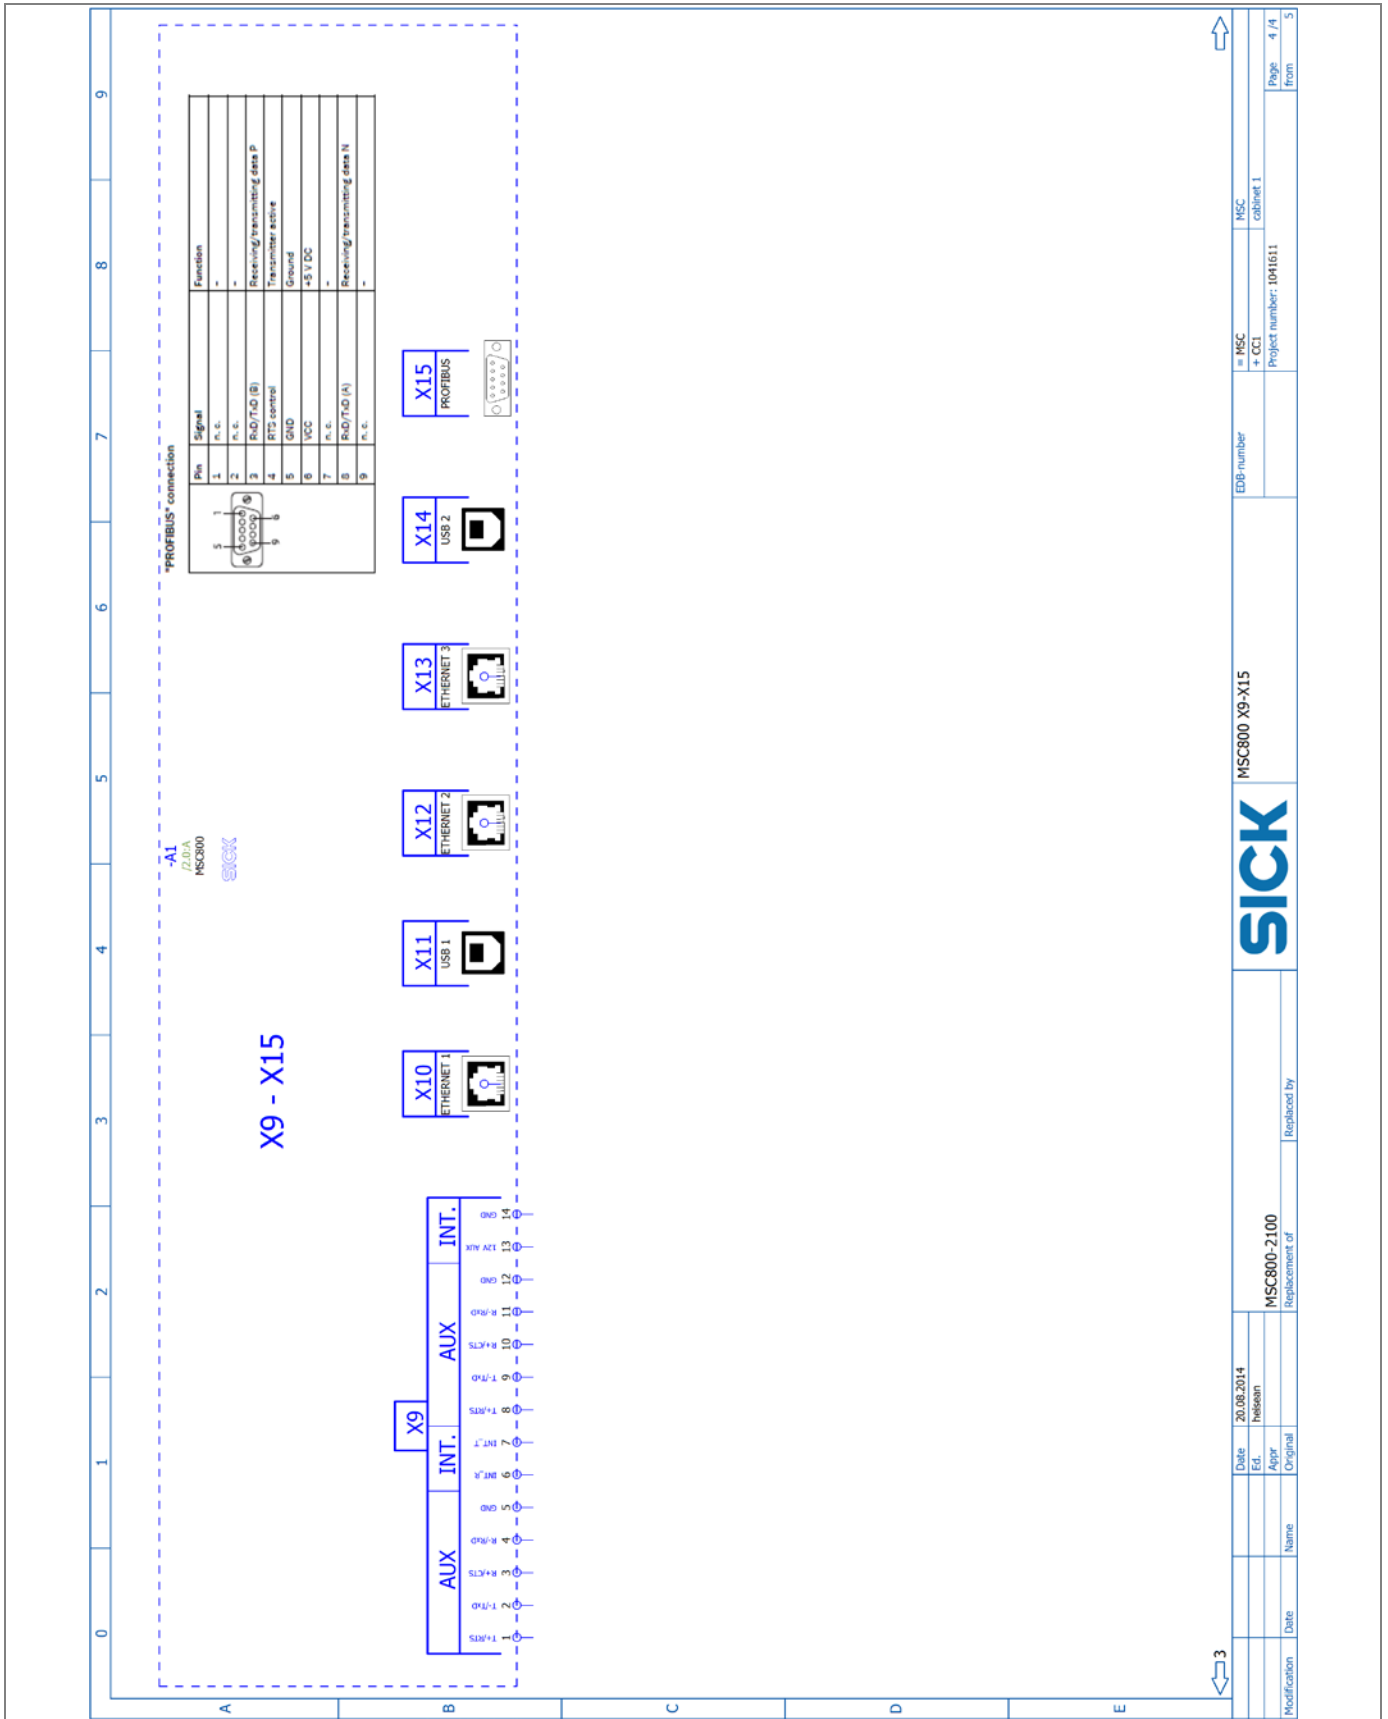 0 1 2 3 4 5 6 7 8 9
A
B
C
D
E
-A1
/2.0:A
MSC800
SICK
X9 - X15
"PROFIBUS" connection
Pin Signal Function
1 n. c. –
2 n. c. –
3 RxD/TxD (B) Receiving/transmitting data P
4 RTS control Transmitter active
5 GND Ground
6 VCC +5 V DC
7 n. c. –
8 RxD/TxD (A) Receiving/transmitting data N
9 n. c. –
5 1
9 6
X9
AUX INT. AUX INT.
T+/RTS T-/TxD R+/CTS R-/RxD GND INT_R INT_T T+/RTS T-/TxD R+/CTS R-/RxD GND 12V AUX GND
1 2 3 4 5 6 7 8 9 10 11 12 13 14
X10
ETHERNET 1
X11
USB 1
X12
ETHERNET 2
X13
ETHERNET 3
X14
USB 2
X15
PROFIBUS
3
Modification Date Name
Date 20.08.2014
Ed. heisean
Appr
Original
MSC800-2100
Replacement of Replaced by
SICK
MSC800 X9-X15
EDB-number
= MSC MSC
+ CC1 cabinet 1
Project number: 1041611
Page 4 /4
from 5